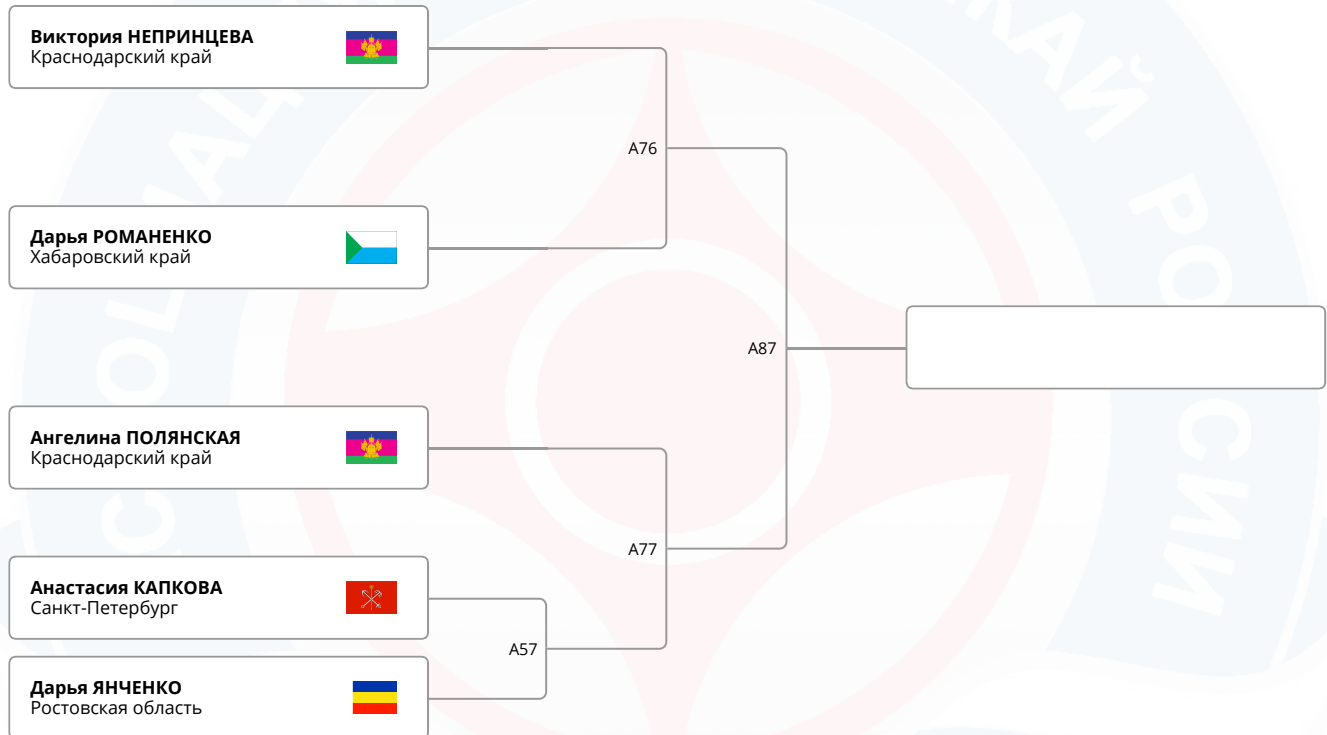 Виктория НЕПРИНЦЕВА
Краснодарский край
A76
Дарья РОМАНЕНКО
Хабаровский край
A87
Ангелина ПОЛЯНСКАЯ
Краснодарский край
A77
Анастасия КАПКОВА
Санкт-Петербург
A57
Дарья ЯНЧЕНКО
Ростовская область
РОССИИ